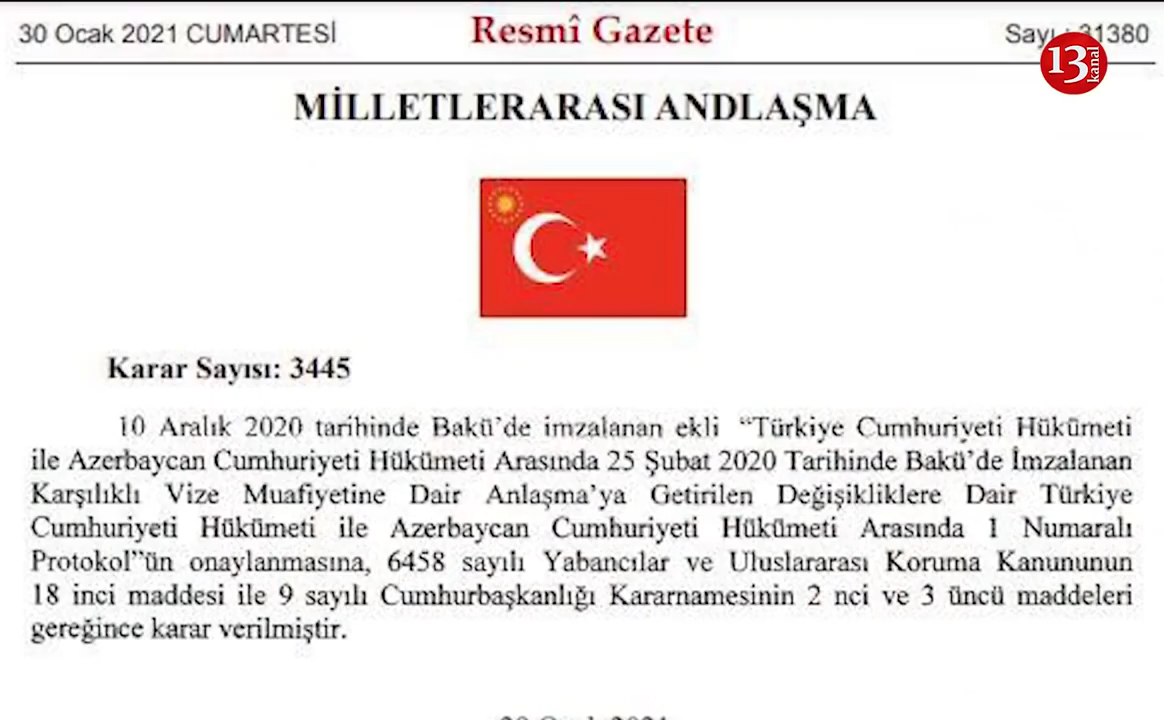 30 Ocak 2021 CUMARTESİ
Resmî Gazete
Sayı : 31380
13
kanal
MİLLETLERARASI ANDLAŞMA
Karar Sayısı: 3445
10 Aralık 2020 tarihinde Bakü'de imzalanan ekli "Türkiye Cumhuriyeti Hükümeti
ile Azerbaycan Cumhuriyeti Hükümeti Arasında 25 Şubat 2020 Tarihinde Bakü'de İmzalanan
Karşılıklı Vize Muafiyetine Dair Anlaşma'ya Getirilen Değişikliklere Dair Türkiye
Cumhuriyeti Hükümeti ile Azerbaycan Cumhuriyeti Hükümeti Arasında 1 Numaralı
Protokol"ün onaylanmasına, 6458 sayılı Yabancılar ve Uluslararası Koruma Kanununun
18 inci maddesi ile 9 sayılı Cumhurbaşkanlığı Kararnamesinin 2 nci ve 3 üncü maddeleri
gereğince karar verilmiştir.